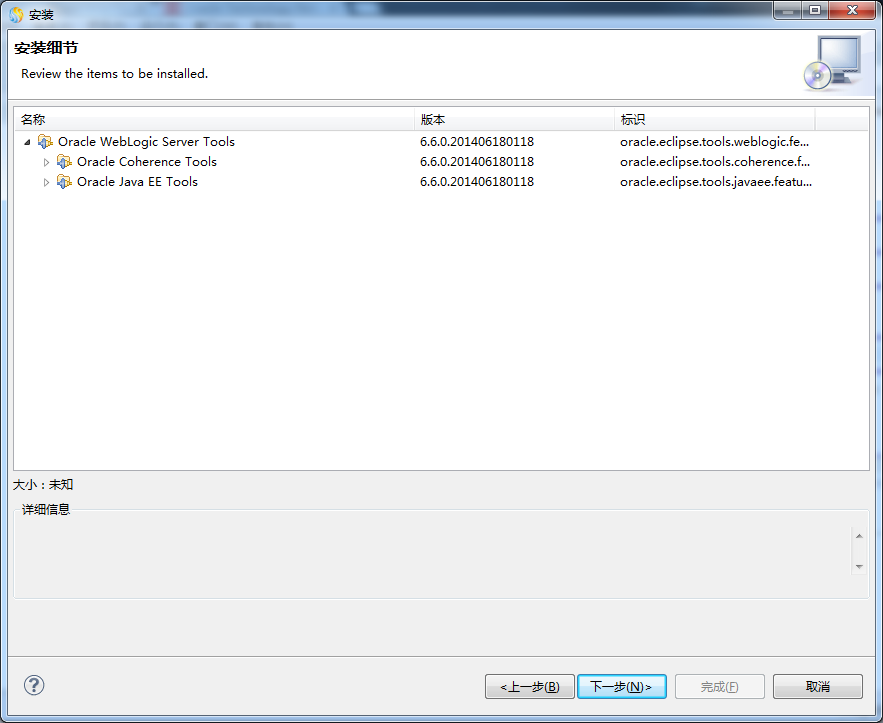 安装
安装细节
Review the items to be installed.
名称 版本 标识
Oracle WebLogic Server Tools 6.6.0.201406180118 oracle.eclipse.tools.weblogic.fe...
Oracle Coherence Tools 6.6.0.201406180118 oracle.eclipse.tools.coherence.f...
Oracle Java EE Tools 6.6.0.201406180118 oracle.eclipse.tools.javaee.featu...
大小：未知
详细信息
<上一步(B) 下一步(N)> 完成(F) 取消